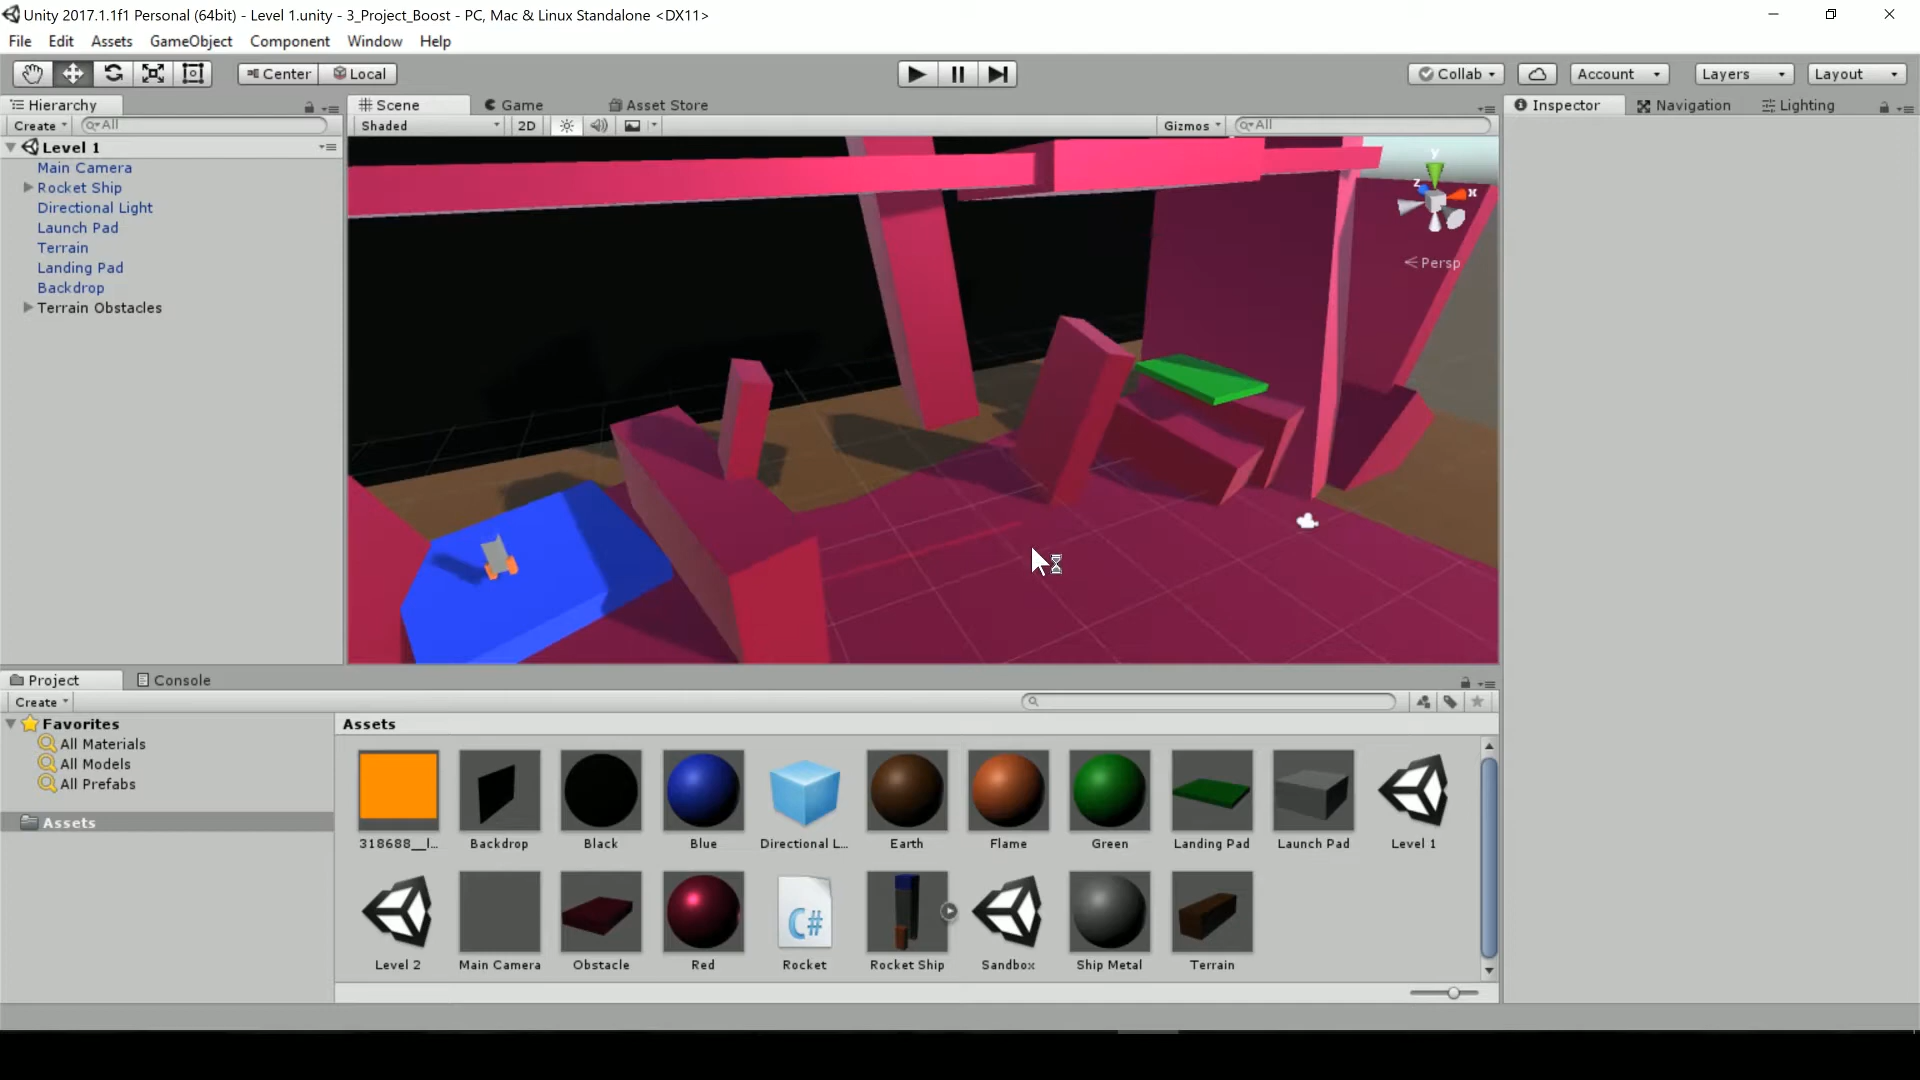 Unity 2017.1.1f1 Personal (64bit) - Level 1.unity - 3_Project_Boost - PC, Mac & Linux Standalone <DX11>
File Edit Assets GameObject Component Window Help
Center Local Collab Account Layers Layout
Hierarchy Scene Game Asset Store Inspector Navigation Lighting
Create All Shaded 2D Gizmos All
Level 1
Main Camera
Rocket Ship
Directional Light
Launch Pad
Terrain
Landing Pad
Backdrop
Terrain Obstacles
y
z x
Persp
Project Console
Create
Favorites
All Materials
All Models
All Prefabs
Assets
Assets
318688__l... Backdrop Black Blue Directional L... Earth Flame Green Landing Pad Launch Pad Level 1
C#
Level 2 Main Camera Obstacle Red Rocket Rocket Ship Sandbox Ship Metal Terrain